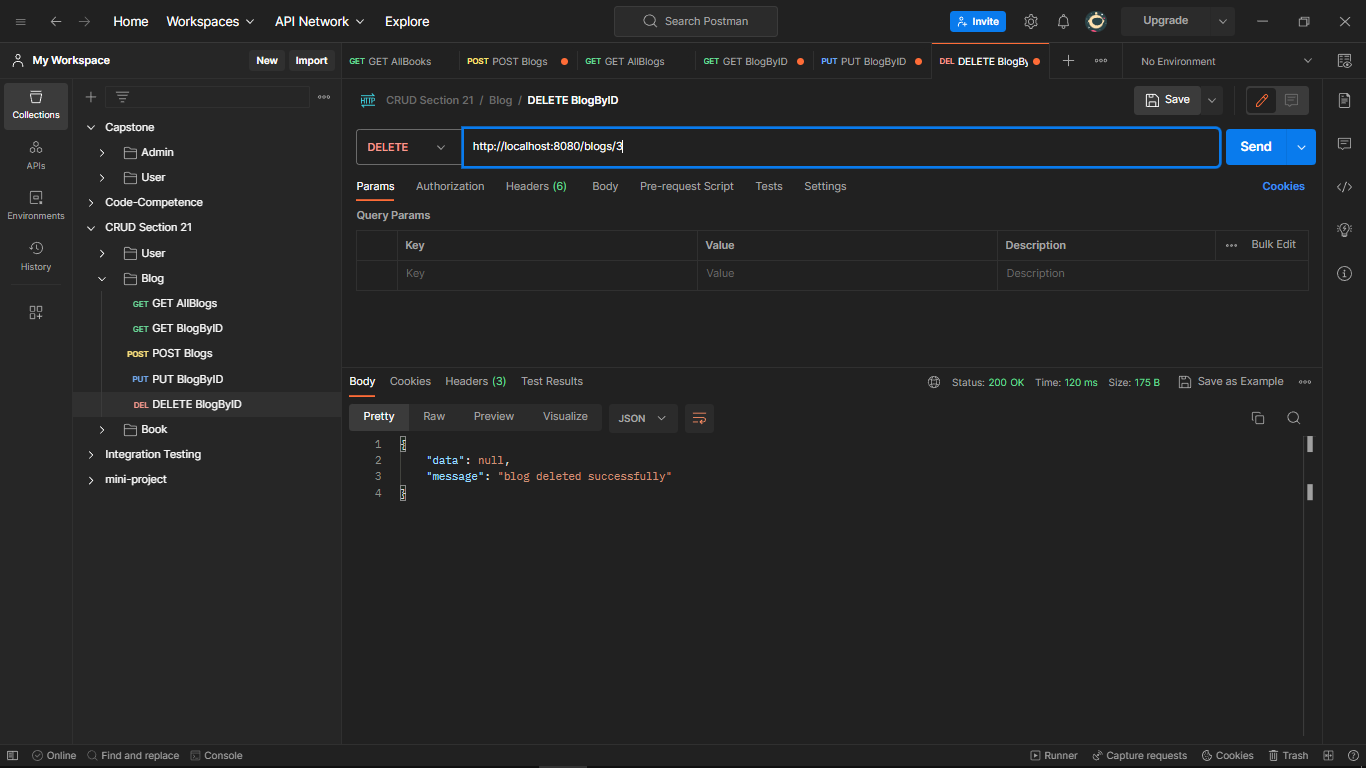 Home Workspaces API Network Explore Search Postman Invite Upgrade
My Workspace New Import
GET GET AllBooks POST POST Blogs GET GET AllBlogs GET GET BlogByID PUT PUT BlogByID DEL DELETE BlogBy No Environment
Collections
APIs
Environments
History
Capstone
Admin
User
Code-Competence
CRUD Section 21
User
Blog
GET GET AllBlogs
GET GET BlogByID
POST POST Blogs
PUT PUT BlogByID
DEL DELETE BlogByID
Book
Integration Testing
mini-project
HTTP CRUD Section 21 / Blog / DELETE BlogByID Save
DELETE http://localhost:8080/blogs/3 Send
Params Authorization Headers (6) Body Pre-request Script Tests Settings Cookies
Query Params
Key Value Description Bulk Edit
Key Value Description
Body Cookies Headers (3) Test Results Status: 200 OK Time: 120 ms Size: 175 B Save as Example
Pretty Raw Preview Visualize JSON
1 {
2 "data": null,
3 "message": "blog deleted successfully"
4 }
Online Find and replace Console Runner Capture requests Cookies Trash